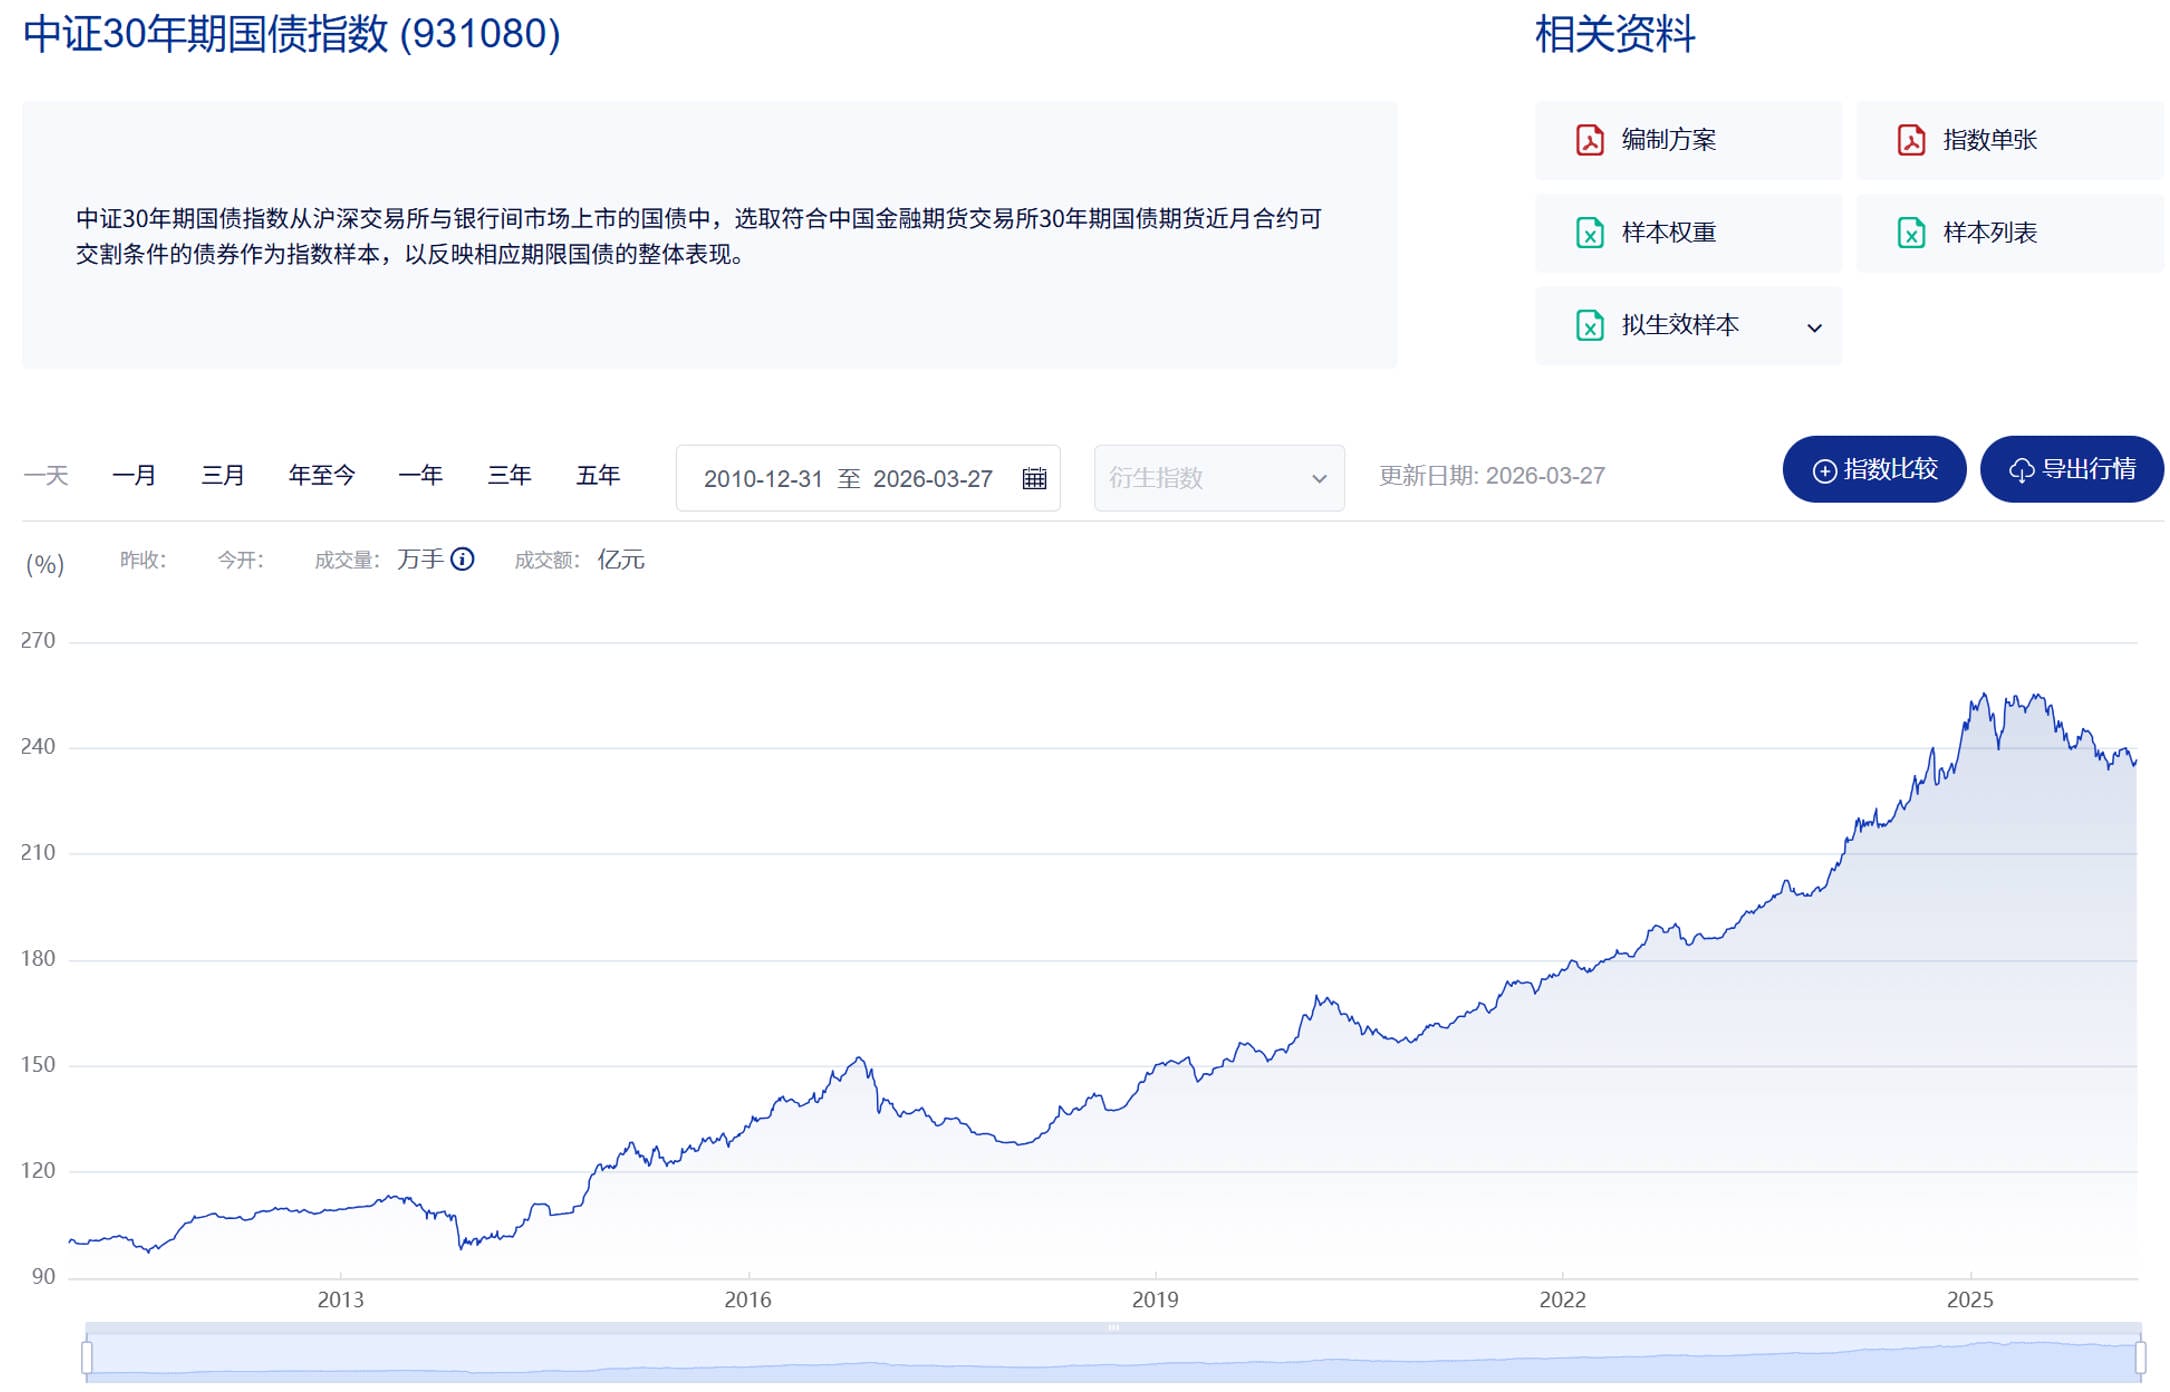 中证30年期国债指数 (931080)
相关资料
中证30年期国债指数从沪深交易所与银行间市场上市的国债中，选取符合中国金融期货交易所30年期国债期货近月合约可
交割条件的债券作为指数样本，以反映相应期限国债的整体表现。
编制方案
指数单张
样本权重
样本列表
拟生效样本
一天 一月 三月 年至今 一年 三年 五年 2010-12-31 至 2026-03-27 衍生指数 更新日期: 2026-03-27 指数比较 导出行情
(%) 昨收: 今开: 成交量: 万手 成交额: 亿元
270
240
210
180
150
120
90
2013 2016 2019 2022 2025